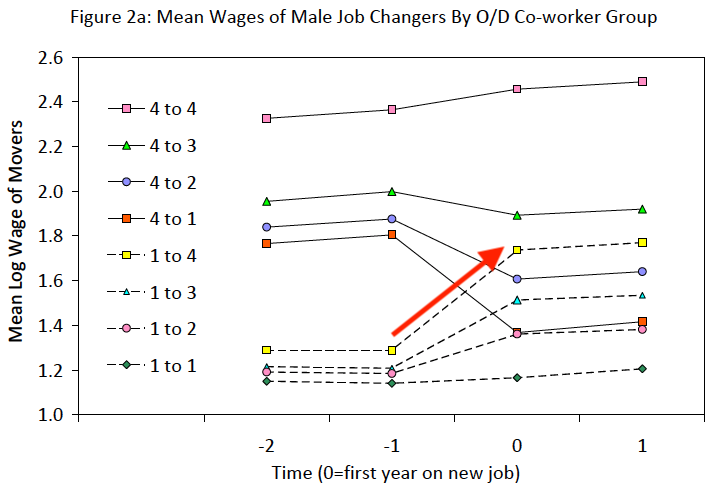 Figure 2a: Mean Wages of Male Job Changers By O/D Co-worker Group
Mean Log Wage of Movers
2.6
2.4
2.2
2.0
1.8
1.6
1.4
1.2
1.0
4 to 4
4 to 3
4 to 2
4 to 1
1 to 4
1 to 3
1 to 2
1 to 1
-2 -1 0 1
Time (0=first year on new job)